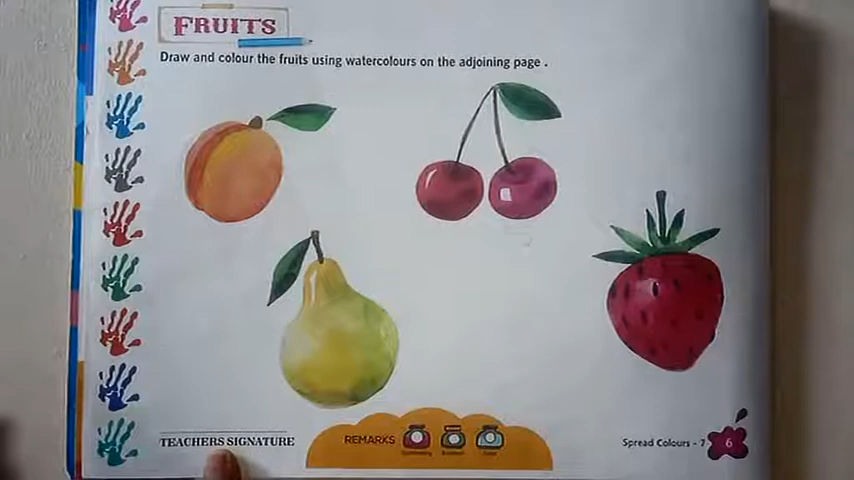 FRUITS
Draw and colour the fruits using watercolours on the adjoining page .
TEACHERS SIGNATURE
REMARKS
Spread Colours - 7
6